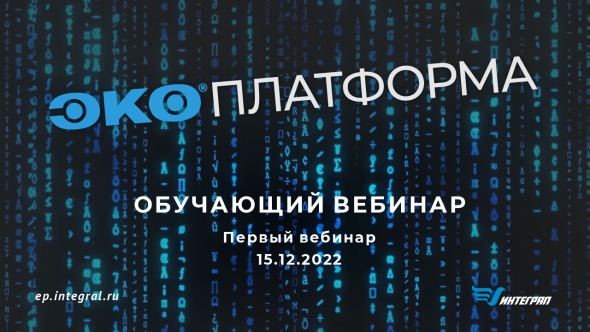 ЭКО® ПЛАТФОРМА
ОБУЧАЮЩИЙ ВЕБИНАР
Первый вебинар
15.12.2022
ep.integral.ru
ИНТЕГРАЛ